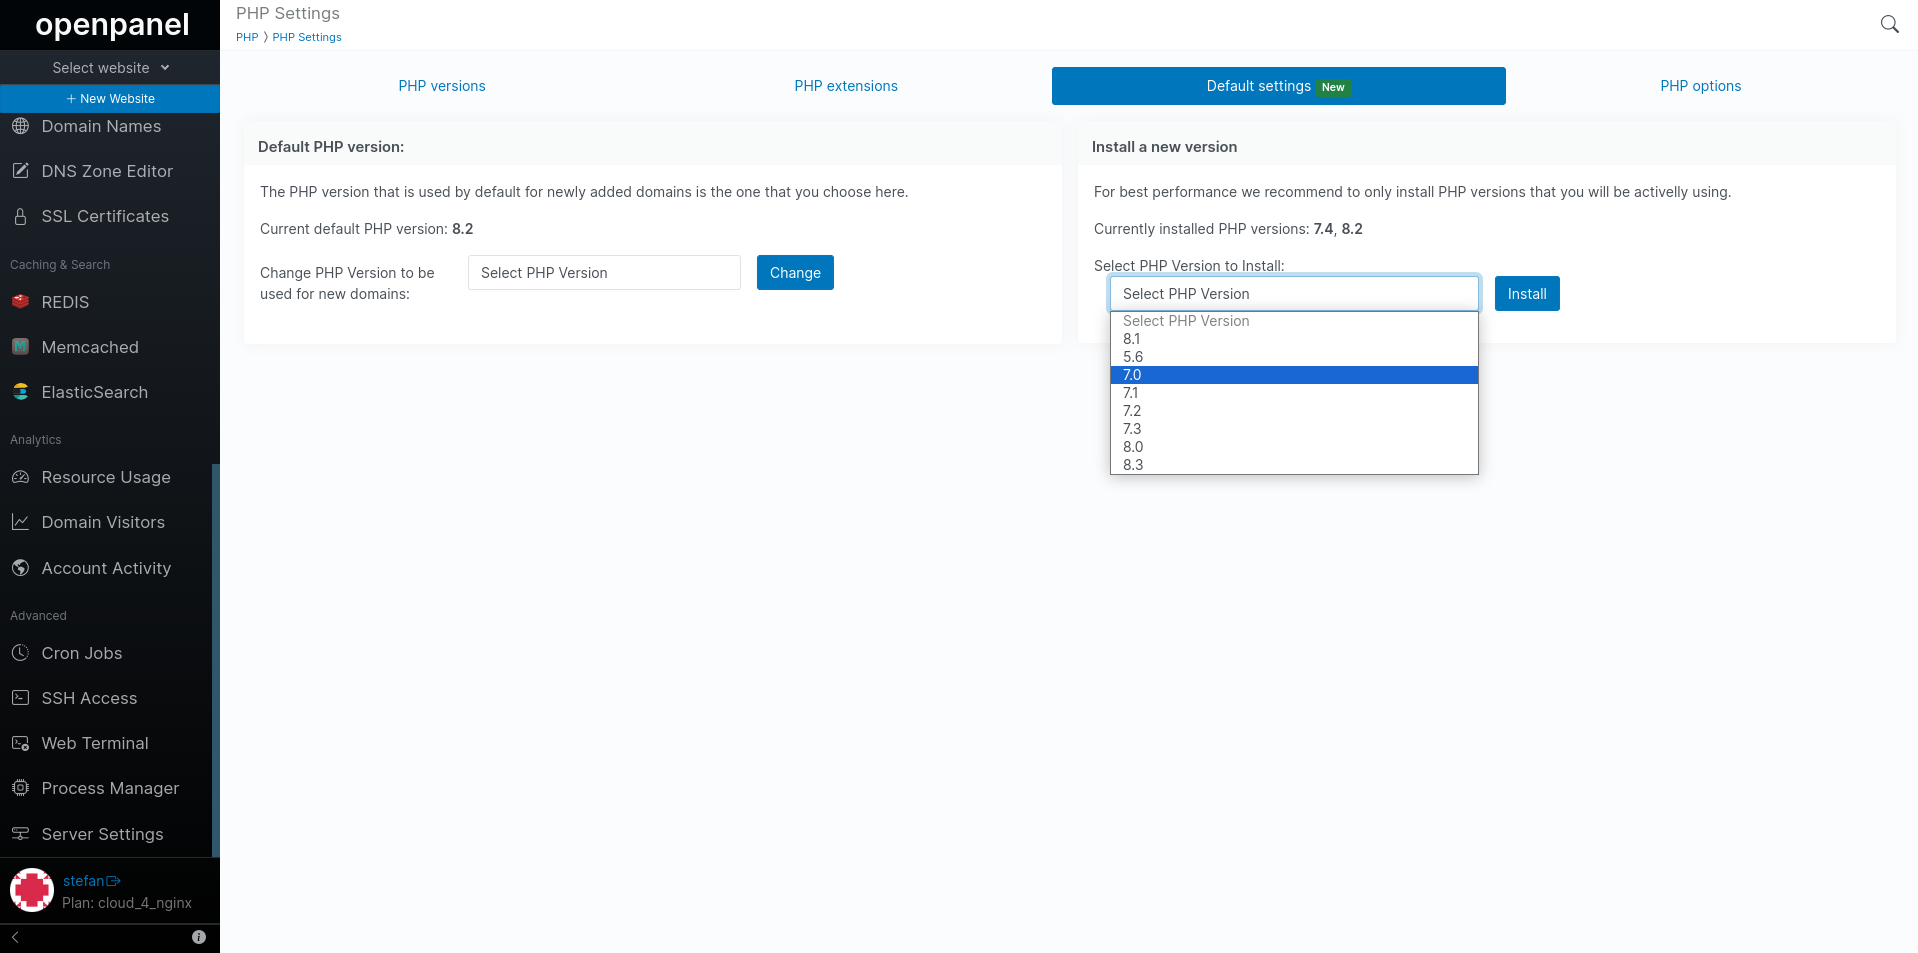 openpanel
Select website
+ New Website
Domain Names
DNS Zone Editor
SSL Certificates
Caching & Search
REDIS
Memcached
ElasticSearch
Analytics
Resource Usage
Domain Visitors
Account Activity
Advanced
Cron Jobs
SSH Access
Web Terminal
Process Manager
Server Settings
stefan
Plan: cloud_4_nginx
PHP Settings
PHP 〉 PHP Settings
PHP versions
PHP extensions
Default settings New
PHP options
Default PHP version:
The PHP version that is used by default for newly added domains is the one that you choose here.
Current default PHP version: 8.2
Change PHP Version to be
used for new domains:
Select PHP Version
Change
Install a new version
For best performance we recommend to only install PHP versions that you will be activelly using.
Currently installed PHP versions: 7.4, 8.2
Select PHP Version to Install:
Select PHP Version
Install
Select PHP Version
8.1
5.6
7.0
7.1
7.2
7.3
8.0
8.3